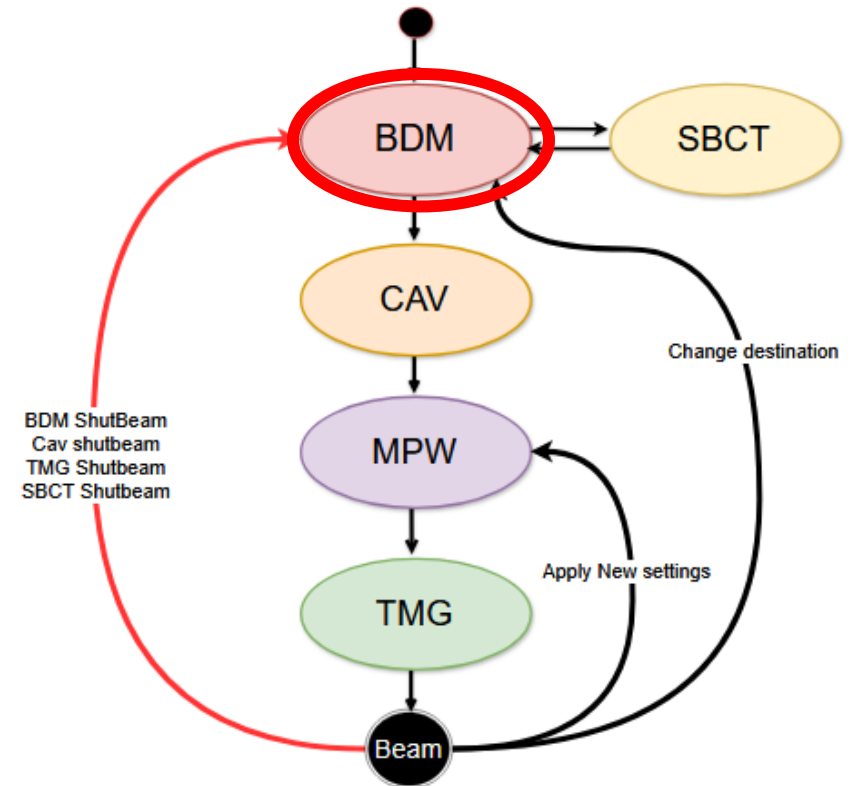 BDM
SBCT
CAV
Change destination
BDM ShutBeam
Cav shutbeam
TMG Shutbeam
SBCT Shutbeam
MPW
Apply New settings
TMG
Beam